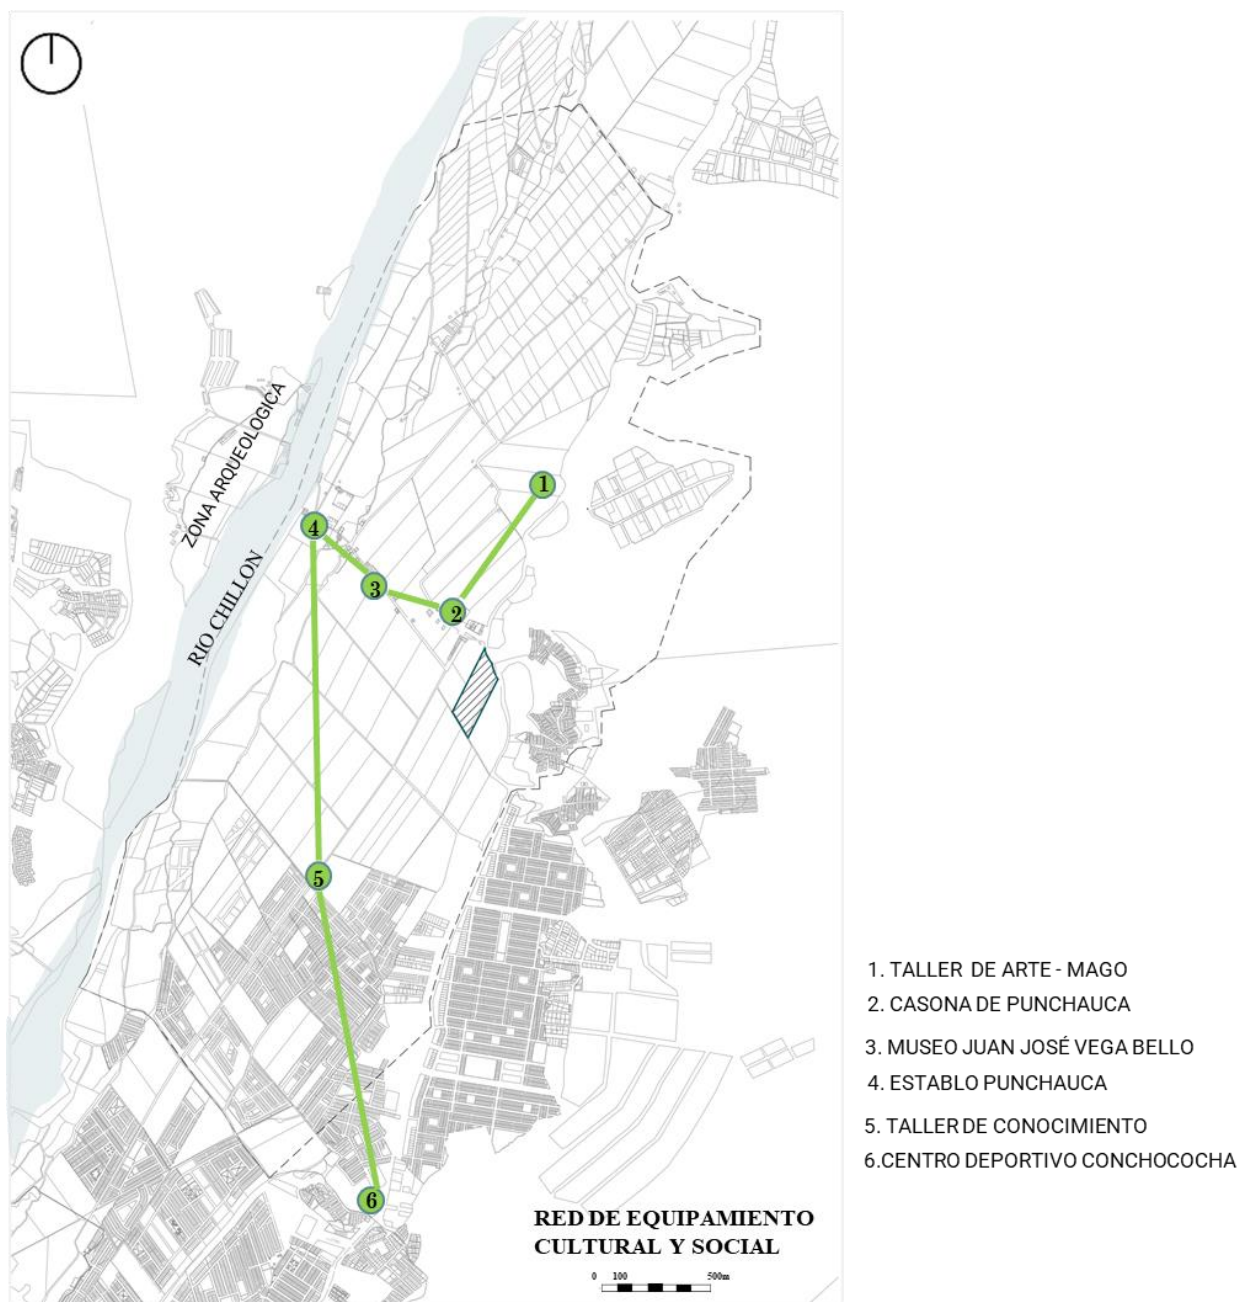 ZONA ARQUEOLOGICA
RIO CHILLON
1
4
3
2
5
6
1. TALLER DE ARTE - MAGO
2. CASONA DE PUNCHAUCA
3. MUSEO JUAN JOSÉ VEGA BELLO
4. ESTABLO PUNCHAUCA
5. TALLER DE CONOCIMIENTO
6.CENTRO DEPORTIVO CONCHOCOCHA
RED DE EQUIPAMIENTO
CULTURAL Y SOCIAL
0 100 500m